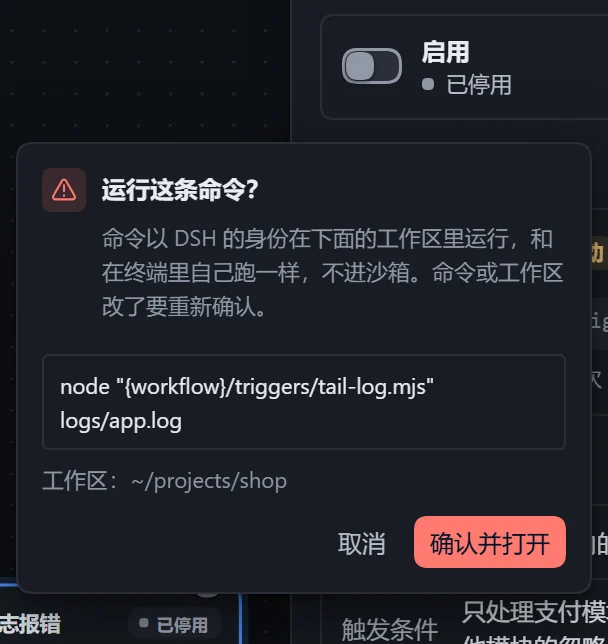 启用
已停用
运行这条命令？
命令以 DSH 的身份在下面的工作区里运行，和
在终端里自己跑一样，不进沙箱。命令或工作区
改了要重新确认。
node "{workflow}/triggers/tail-log.mjs"
logs/app.log
工作区：~/projects/shop
取消
确认并打开
志报错
已停用
触发条件
只处理支付模